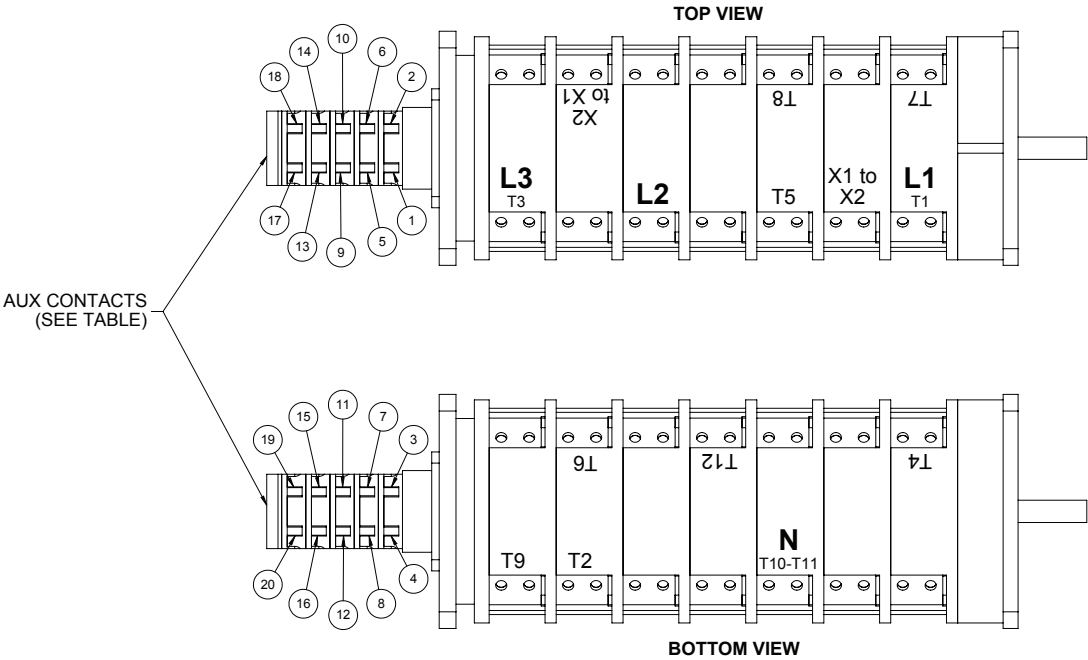 TOP VIEW
18
14
10
6
2
17
13
9
5
1
X2
to X1
T8
T7
L3
T3
L2
T5
X1 to
X2
L1
T1
AUX CONTACTS
(SEE TABLE)
19
15
11
7
3
20
16
12
8
4
T6
T12
T4
T9
T2
N
T10-T11
BOTTOM VIEW